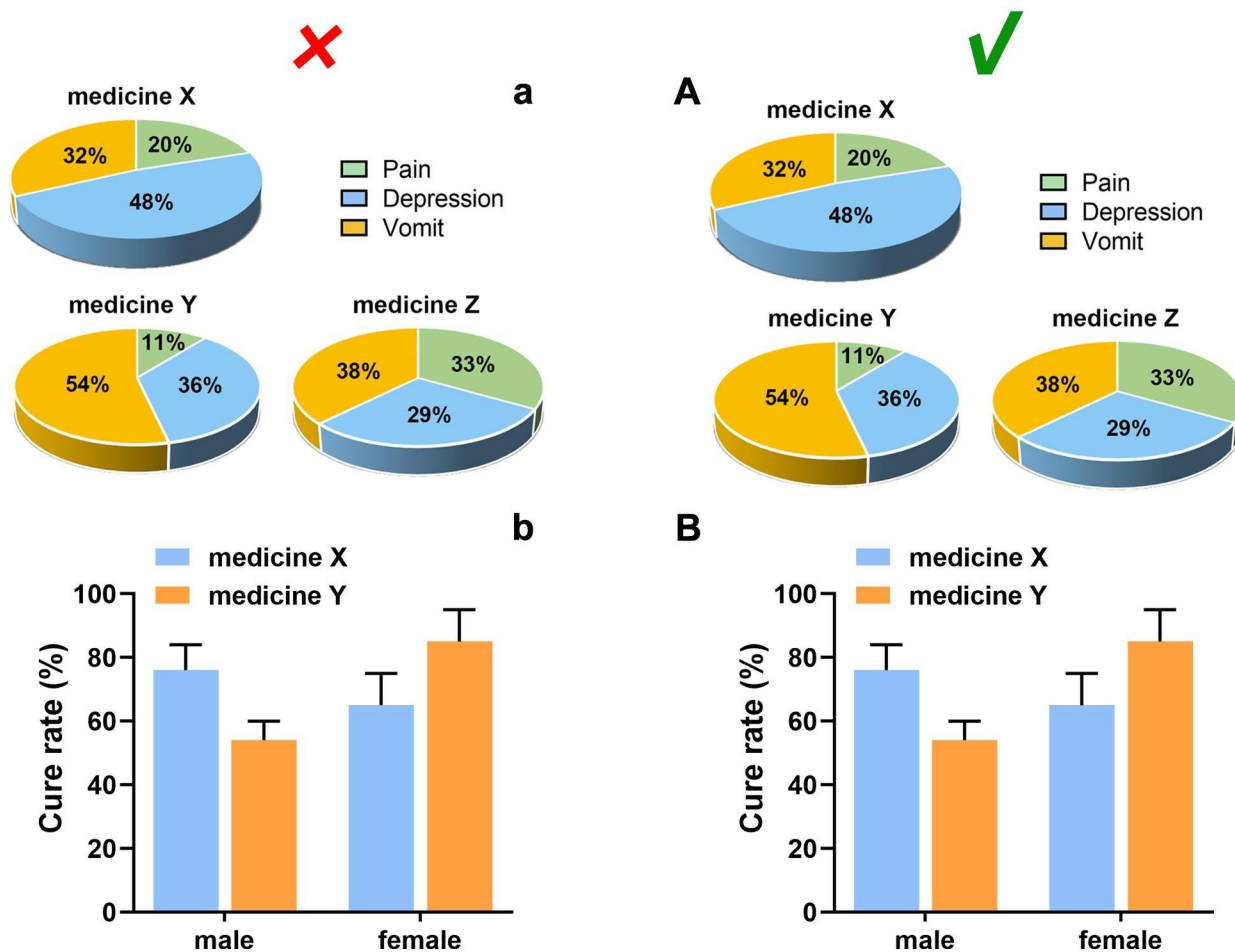 a
medicine X
32%
20%
48%
Pain
Depression
Vomit
medicine Y
11%
54%
36%
medicine Z
38%
33%
29%
b
medicine X
medicine Y
Cure rate (%)
100
80
60
40
20
0
male
female
A
medicine X
32%
20%
48%
Pain
Depression
Vomit
medicine Y
11%
54%
36%
medicine Z
38%
33%
29%
B
medicine X
medicine Y
Cure rate (%)
100
80
60
40
20
0
male
female